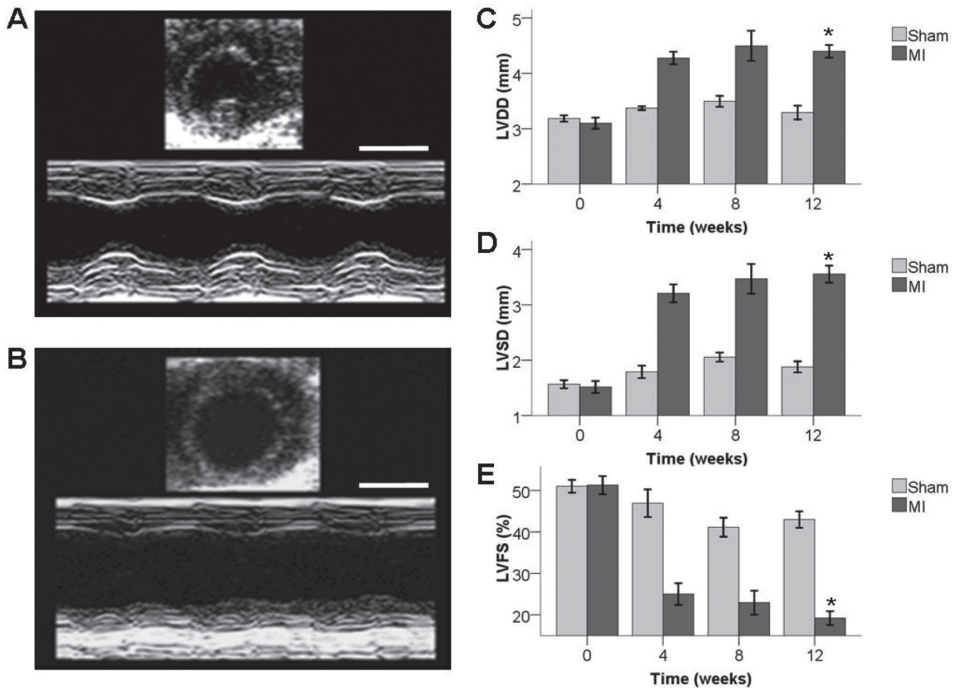 A
B
C
LVDD (mm)
5
4
3
2
*
0 4 8 12
Time (weeks)
Sham
MI
D
LVSD (mm)
4
3
2
1
*
0 4 8 12
Time (weeks)
Sham
MI
E
LVFS (%)
50
40
30
20
*
0 4 8 12
Time (weeks)
Sham
MI